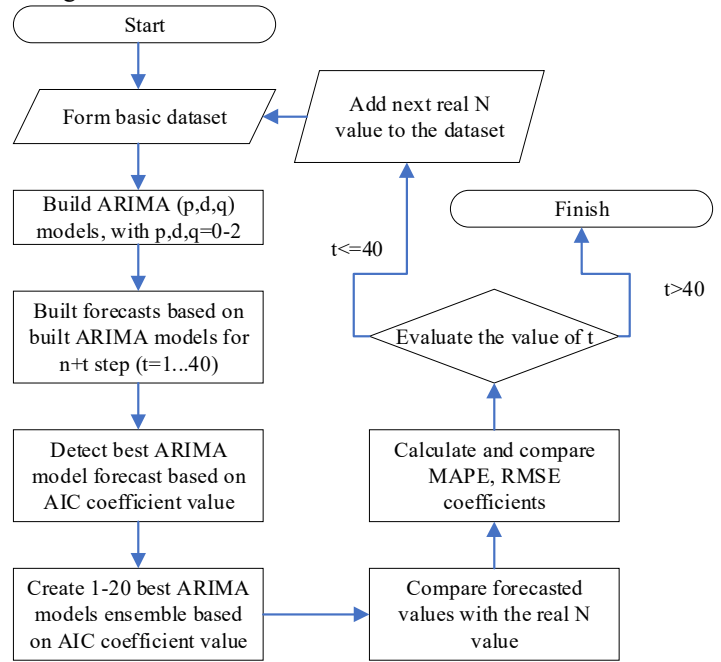 Start
Form basic dataset
Add next real N
value to the dataset
Build ARIMA (p,d,q)
models, with p,d,q=0-2
Finish
t<=40
t>40
Built forecasts based on
built ARIMA models for
n+t step (t=1...40)
Evaluate the value of t
Detect best ARIMA
model forecast based on
AIC coefficient value
Calculate and compare
MAPE, RMSE
coefficients
Create 1-20 best ARIMA
models ensemble based
on AIC coefficient value
Compare forecasted
values with the real N
value